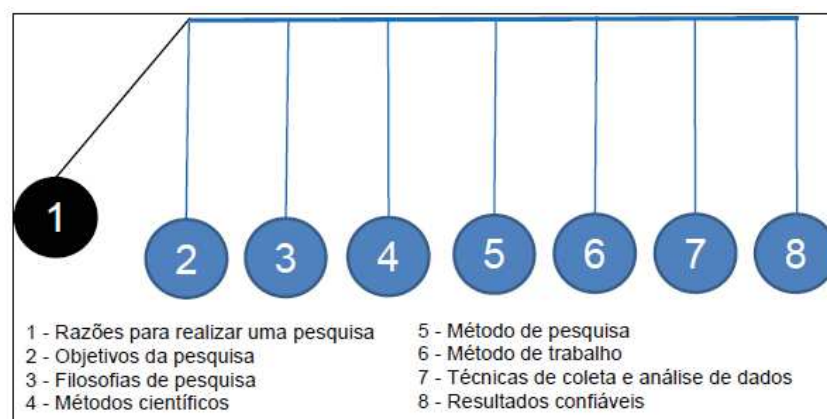 1
2 3 4 5 6 7 8
1 - Razões para realizar uma pesquisa
2 - Objetivos da pesquisa
3 - Filosofias de pesquisa
4 - Métodos científicos
5 - Método de pesquisa
6 - Método de trabalho
7 - Técnicas de coleta e análise de dados
8 - Resultados confiáveis